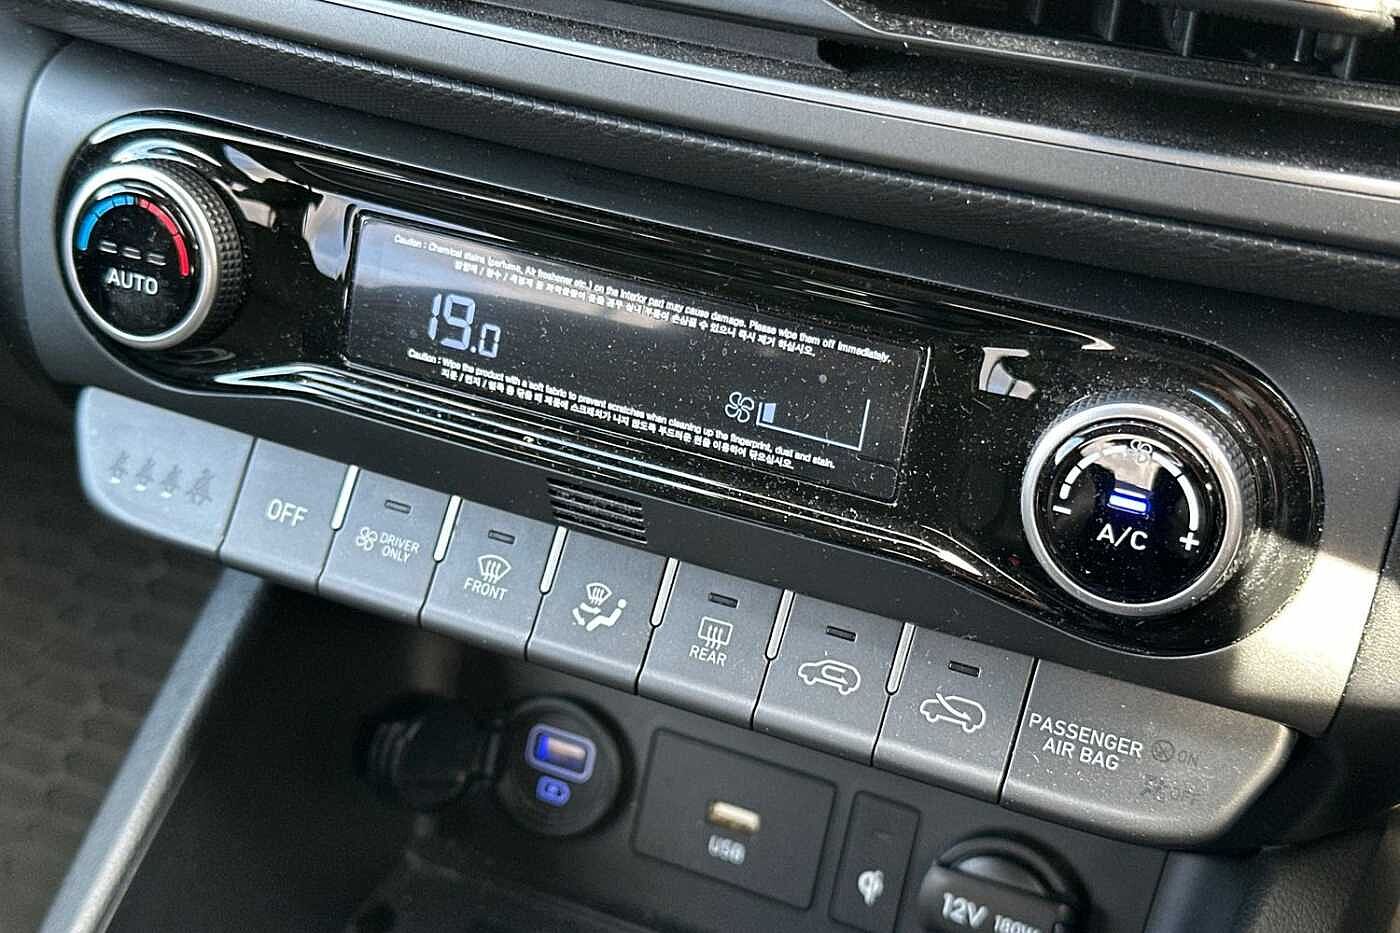 AUTO
Caution : Chemical stains (perfume, Air freshener etc.) on the interior part may cause damage. Please wipe them off immediately.
19.0
Caution : Wipe the product with a soft fabric to prevent scratches when cleaning up the fingerprint, dust and stain.
A/C
- +
OFF
DRIVER
ONLY
FRONT
REAR
PASSENGER
AIR BAG
ON
OFF
USB
12V 180W